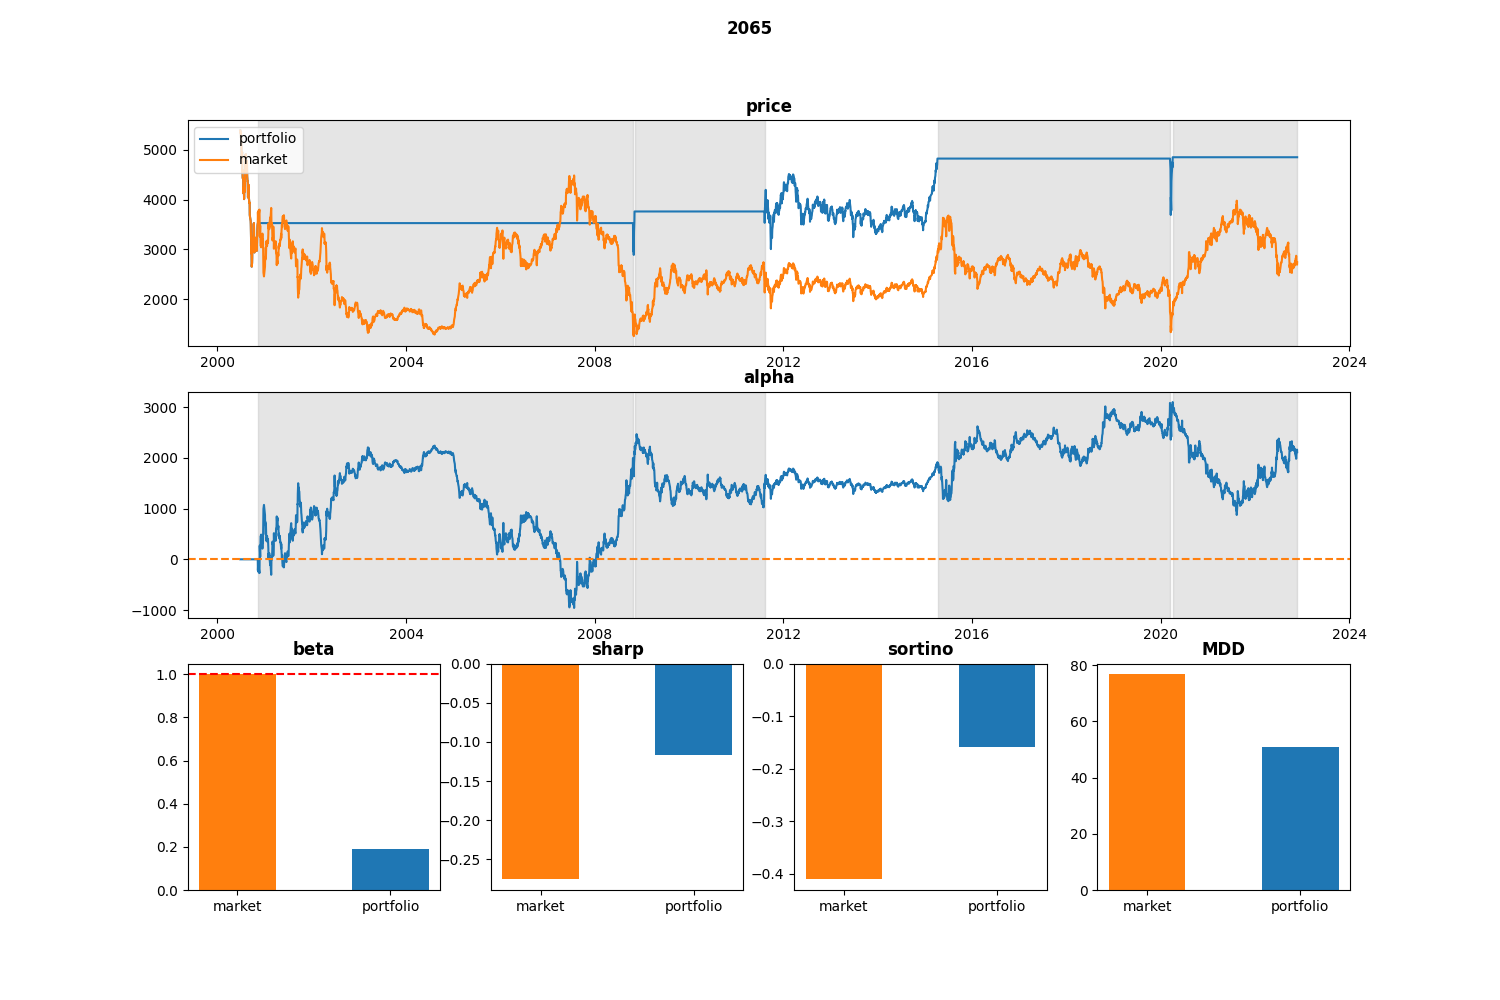 2065
price
portfolio
market
5000
4000
3000
2000
2000 2004 2008 2012 2016 2020 2024
alpha
3000
2000
1000
0
−1000
2000 2004 2008 2012 2016 2020 2024
beta
1.0
0.8
0.6
0.4
0.2
0.0
market portfolio
sharp
0.00
−0.05
−0.10
−0.15
−0.20
−0.25
market portfolio
sortino
0.0
−0.1
−0.2
−0.3
−0.4
market portfolio
MDD
80
60
40
20
0
market portfolio